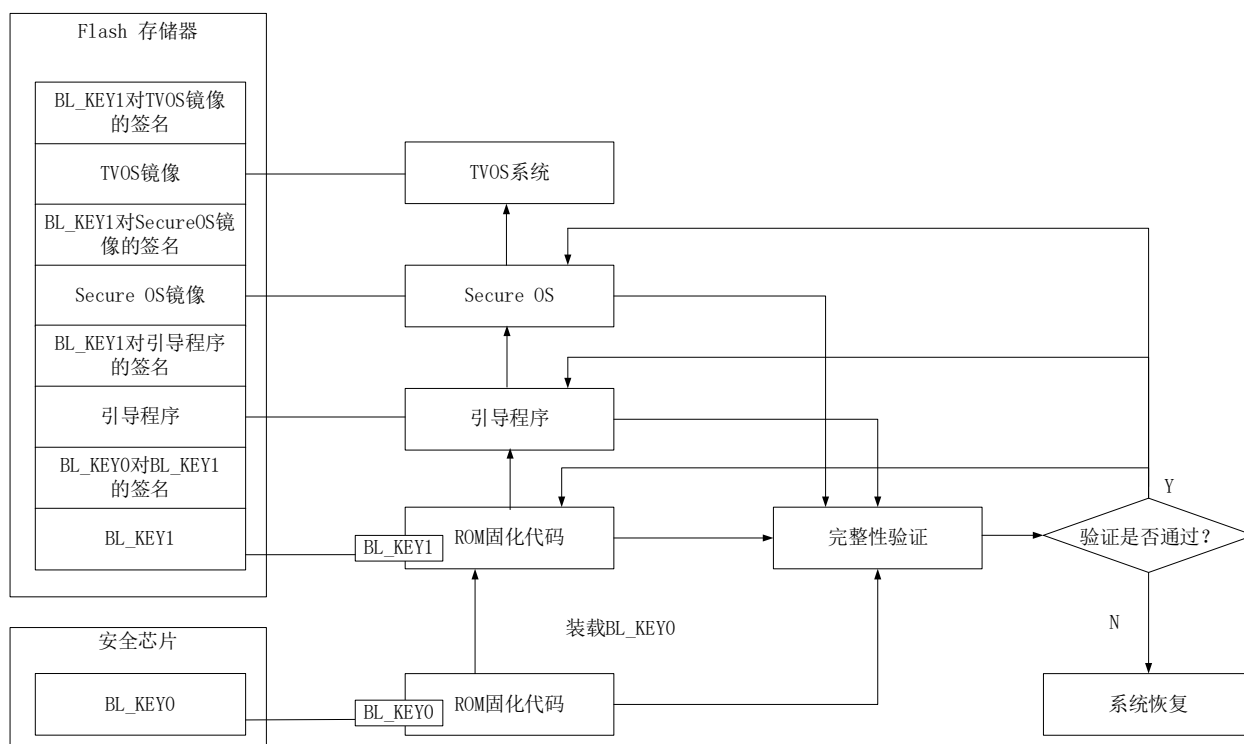 Flash 存储器
BL_KEY1对TVOS镜像
的签名
TVOS镜像
BL_KEY1对SecureOS镜
像的签名
Secure OS镜像
BL_KEY1对引导程序
的签名
引导程序
BL_KEY0对BL_KEY1
的签名
BL_KEY1
安全芯片
BL_KEY0
TVOS系统
Secure OS
引导程序
BL_KEY1
ROM固化代码
装载BL_KEY0
BL_KEY0
ROM固化代码
完整性验证
验证是否通过?
Y
N
系统恢复